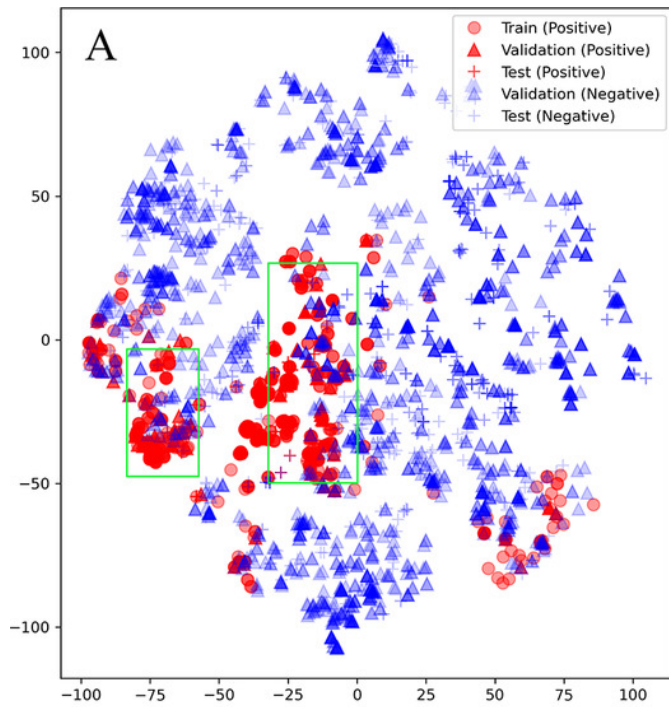 A
Train (Positive)
Validation (Positive)
Test (Positive)
Validation (Negative)
Test (Negative)
100
50
0
−50
−100
−100
−75
−50
−25
0
25
50
75
100